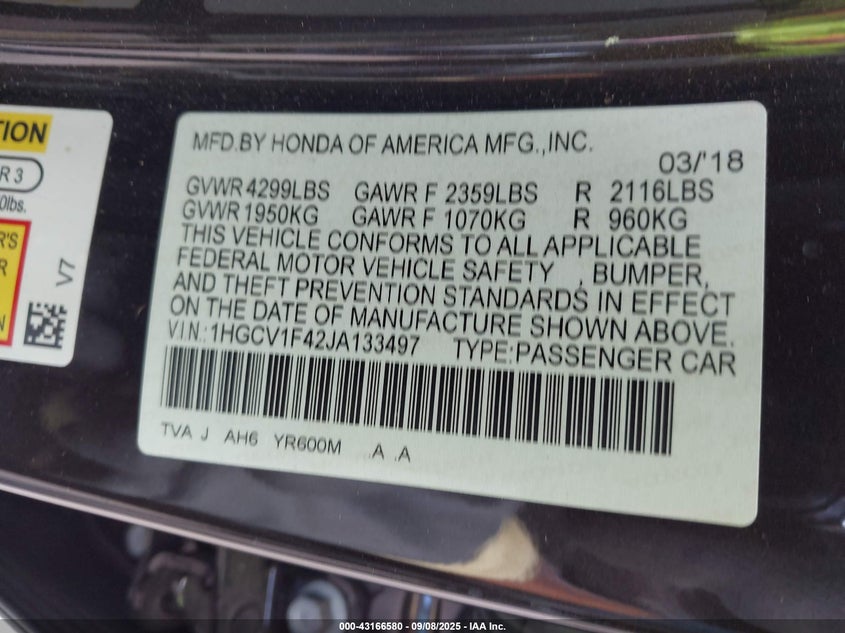 TION
R 3
0lbs.
R'S
R
N
V7
MFD.BY HONDA OF AMERICA MFG.,INC.
03/'18
GVWR 4299LBS GAWR F 2359LBS R 2116LBS
GVWR 1950KG GAWR F 1070KG R 960KG
THIS VEHICLE CONFORMS TO ALL APPLICABLE
FEDERAL MOTOR VEHICLE SAFETY , BUMPER,
AND THEFT PREVENTION STANDARDS IN EFFECT
ON THE DATE OF MANUFACTURE SHOWN ABOVE.
V.I.N.:1HGCV1F42JA133497 TYPE:PASSENGER CAR
TVA J AH6 YR600M .A .A
000-43166580 - 09/08/2025 - IAA Inc.